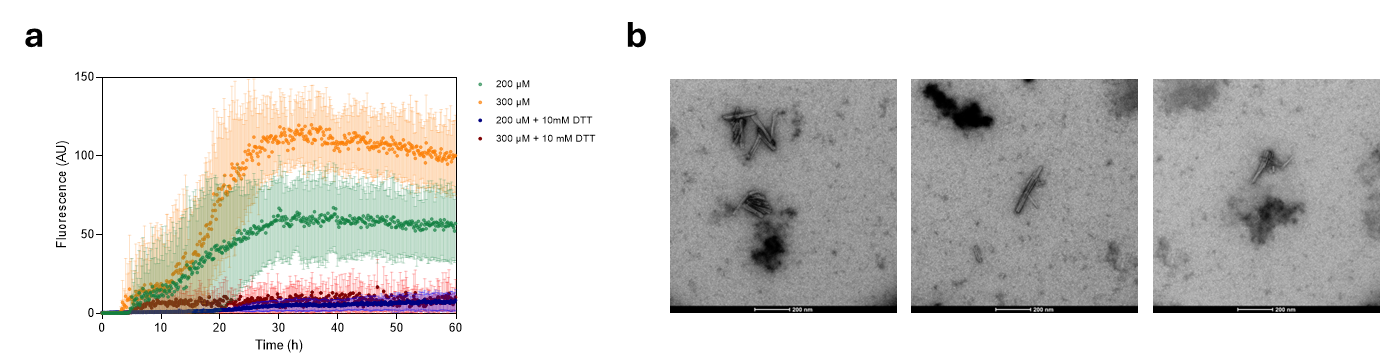 a
b
150
100
50
0
Fluorescence (AU)
0 10 20 30 40 50 60
Time (h)
200 µM
300 µM
200 uM + 10mM DTT
300 µM + 10 mM DTT
200 nm
200 nm
200 nm